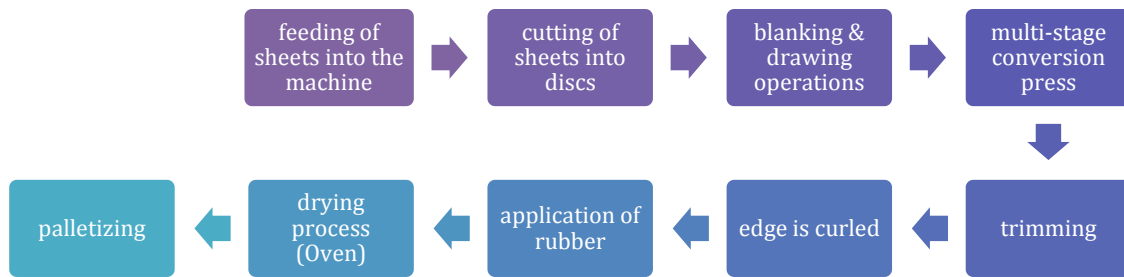 feeding of
sheets into the
machine
cutting of
sheets into
discs
blanking &
drawing
operations
multi-stage
conversion
press
trimming
edge is curled
application of
rubber
drying
process
(Oven)
palletizing